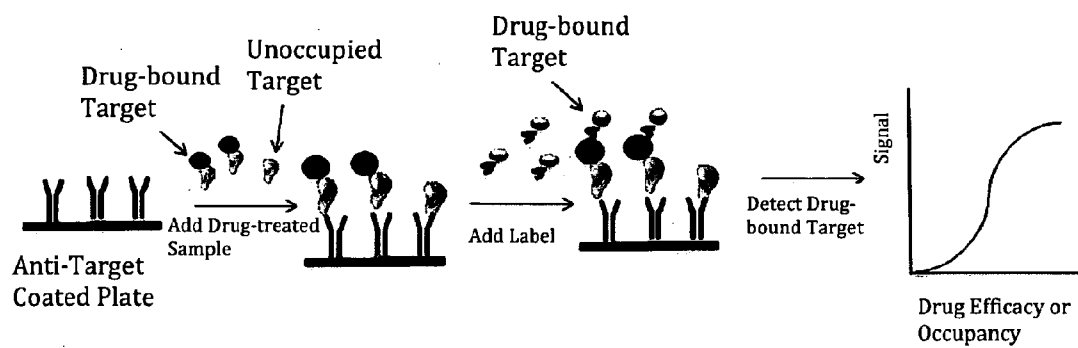 Drug-bound
Target
Unoccupied
Target
Drug-bound
Target
Signal
Add Drug-treated
Sample
Add Label
Detect Drug-
bound Target
Anti-Target
Coated Plate
Drug Efficacy or
Occupancy